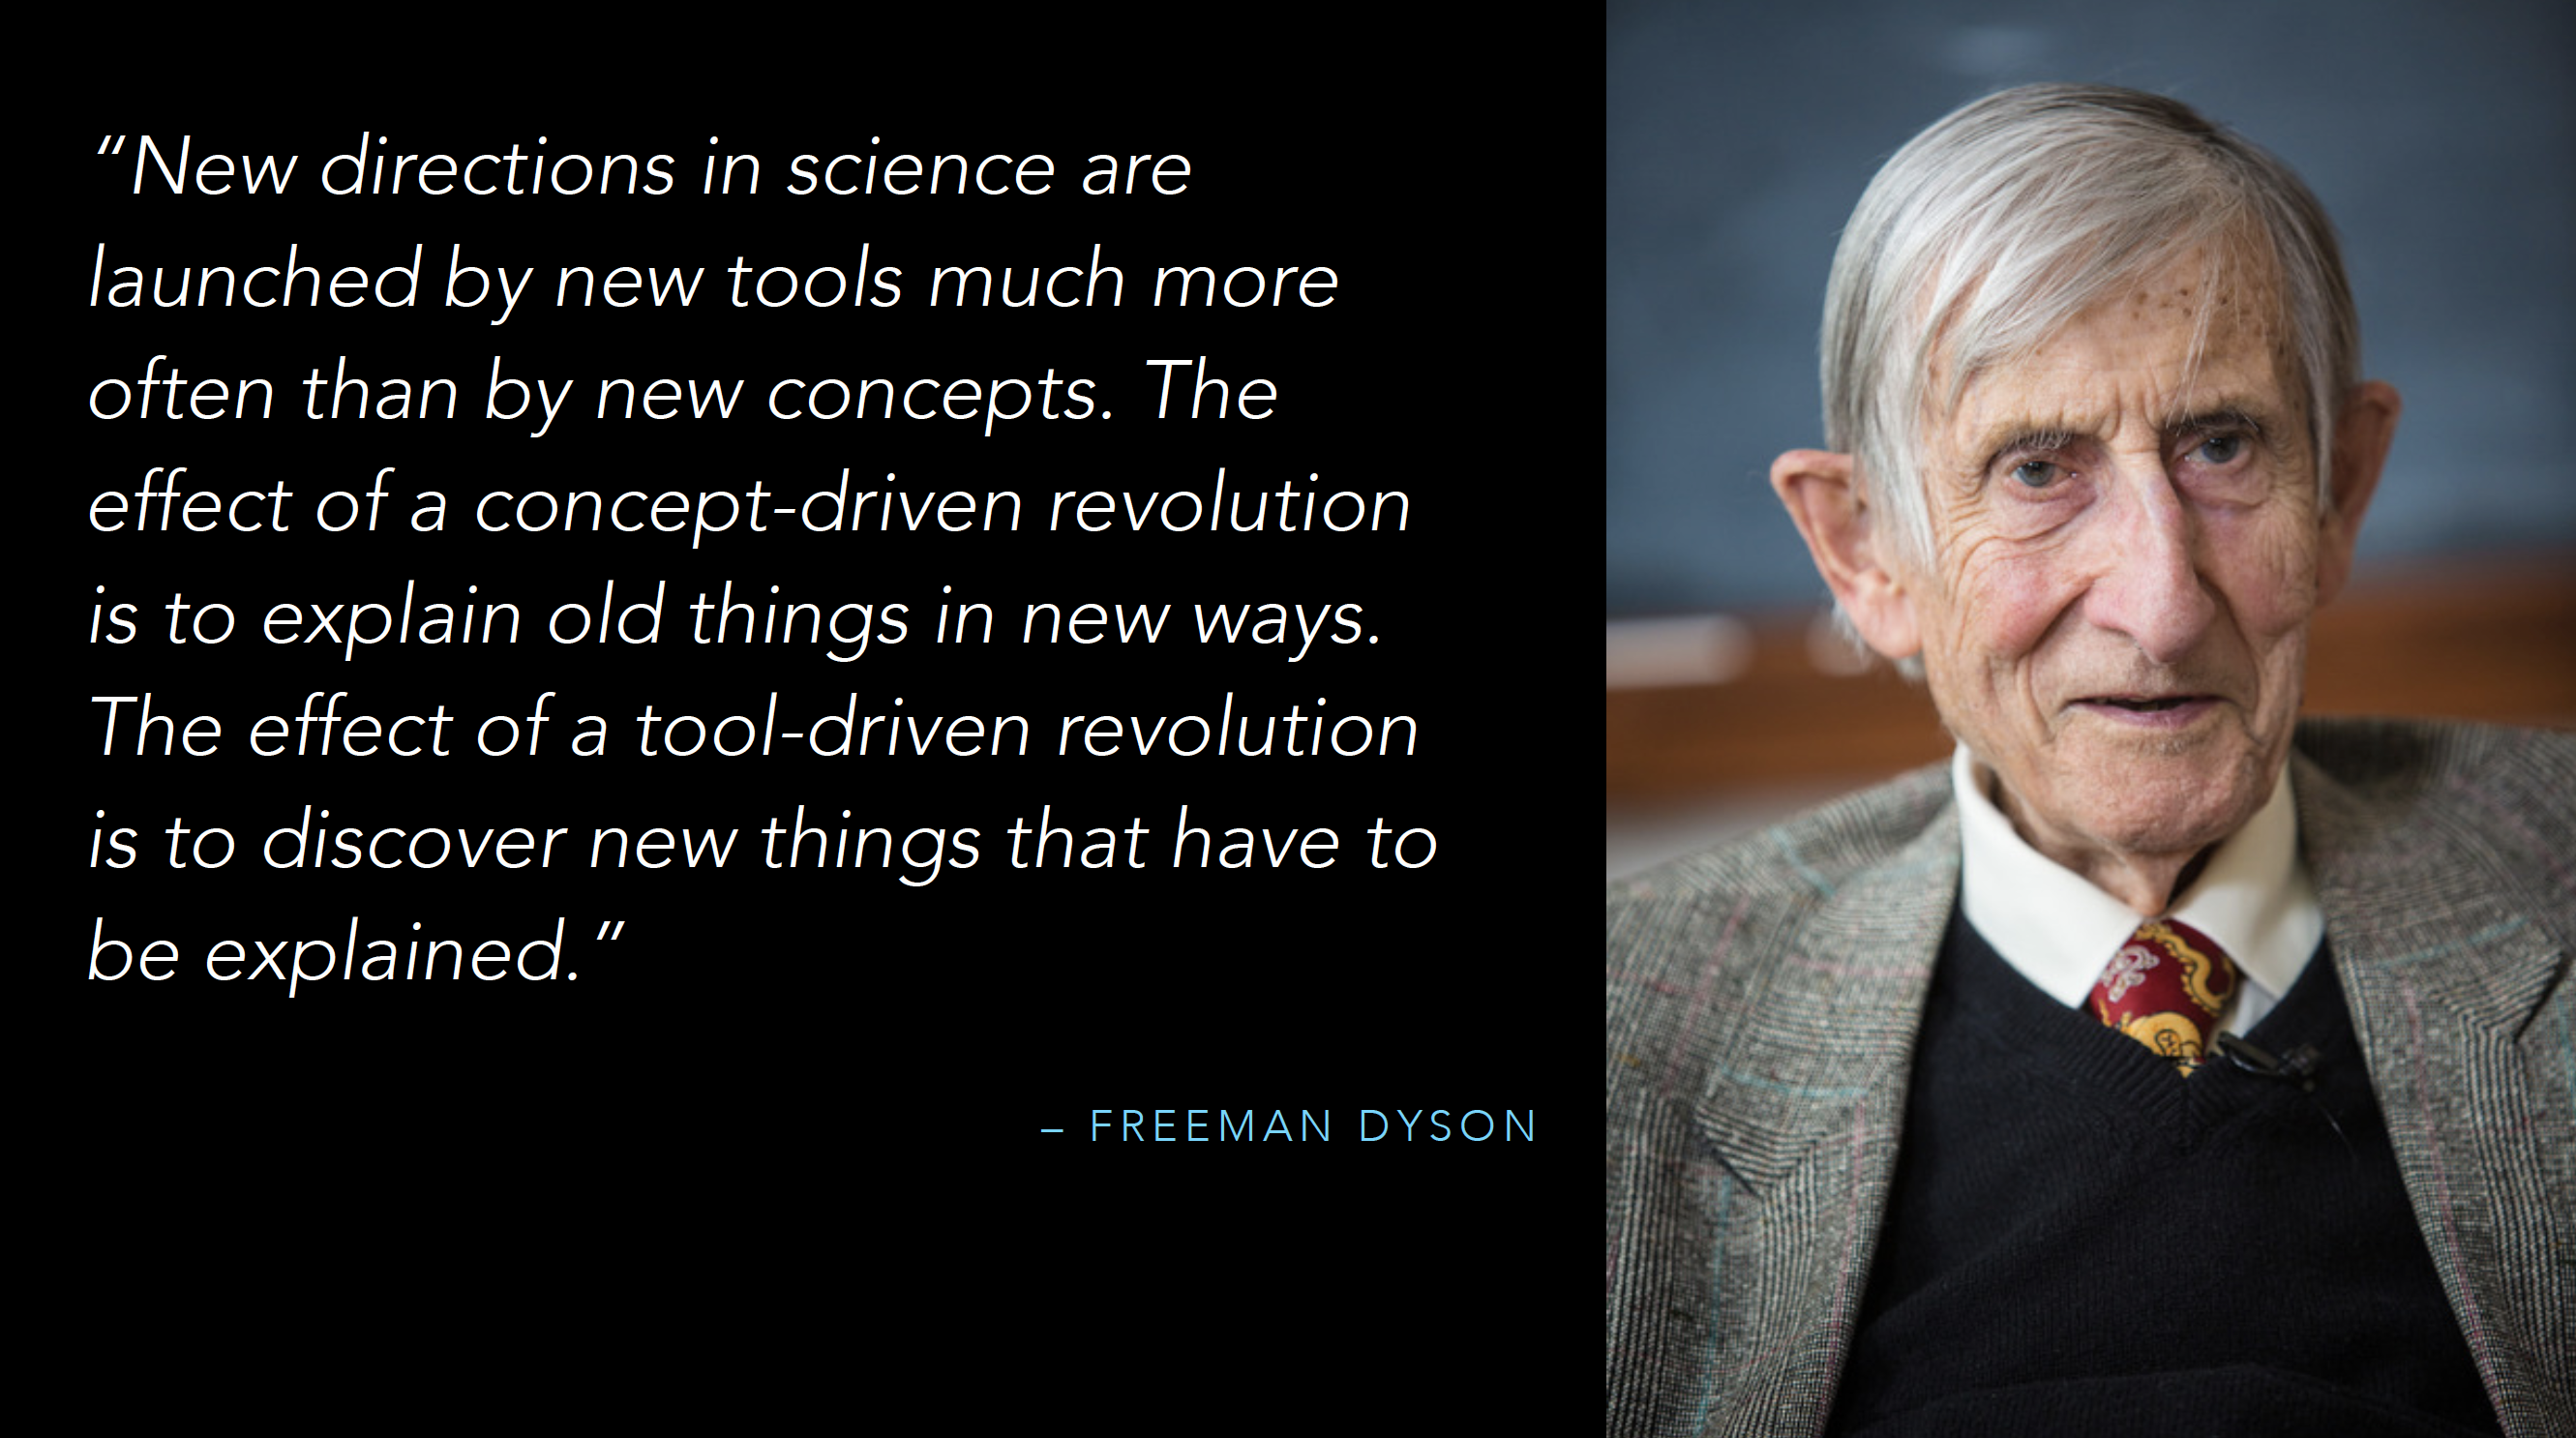 “New directions in science are
launched by new tools much more
often than by new concepts. The
effect of a concept-driven revolution
is to explain old things in new ways.
The effect of a tool-driven revolution
is to discover new things that have to
be explained.”
– FREEMAN DYSON